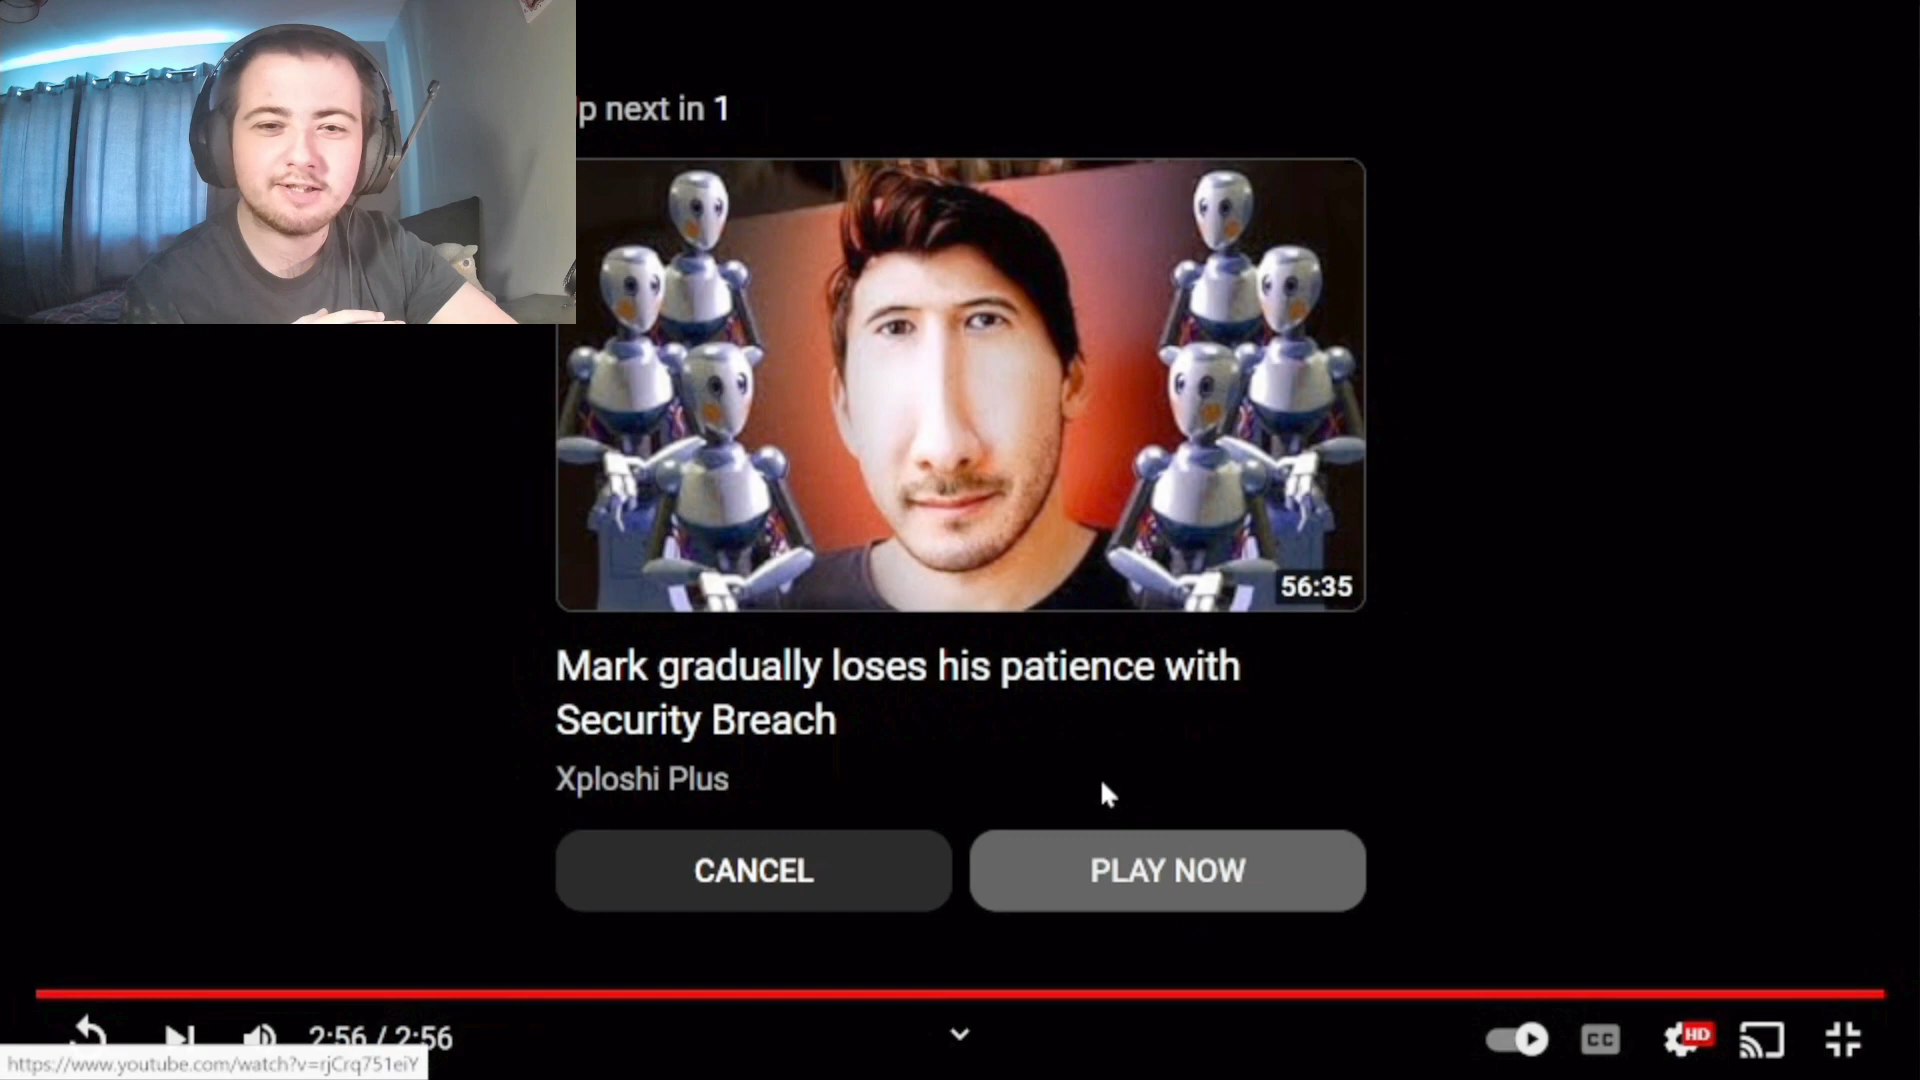 p next in 1
56:35
Mark gradually loses his patience with
Security Breach
Xploshi Plus
CANCEL
PLAY NOW
2:56 / 2:56
CC
HD
https://www.youtube.com/watch?v=rjCrq751eiY